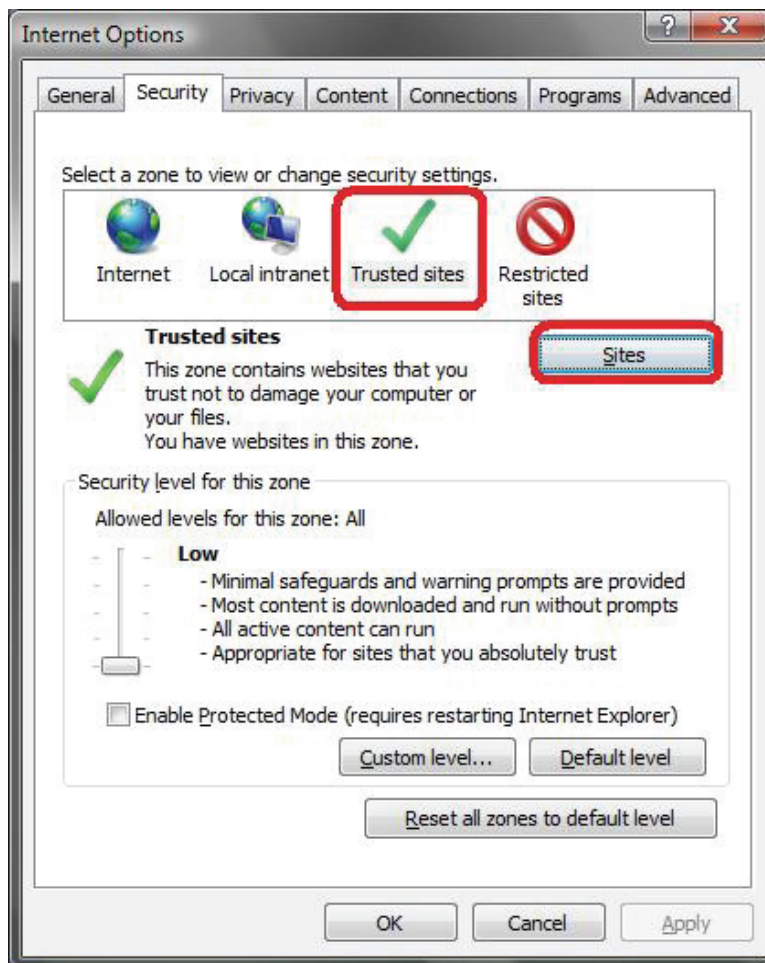 Internet Options
General Security Privacy Content Connections Programs Advanced
Select a zone to view or change security settings.
Internet Local intranet Trusted sites Restricted sites
Trusted sites
Sites
This zone contains websites that you
trust not to damage your computer or
your files.
You have websites in this zone.
Security level for this zone
Allowed levels for this zone: All
Low
- Minimal safeguards and warning prompts are provided
- Most content is downloaded and run without prompts
- All active content can run
- Appropriate for sites that you absolutely trust
Enable Protected Mode (requires restarting Internet Explorer)
Custom level... Default level
Reset all zones to default level
OK Cancel Apply